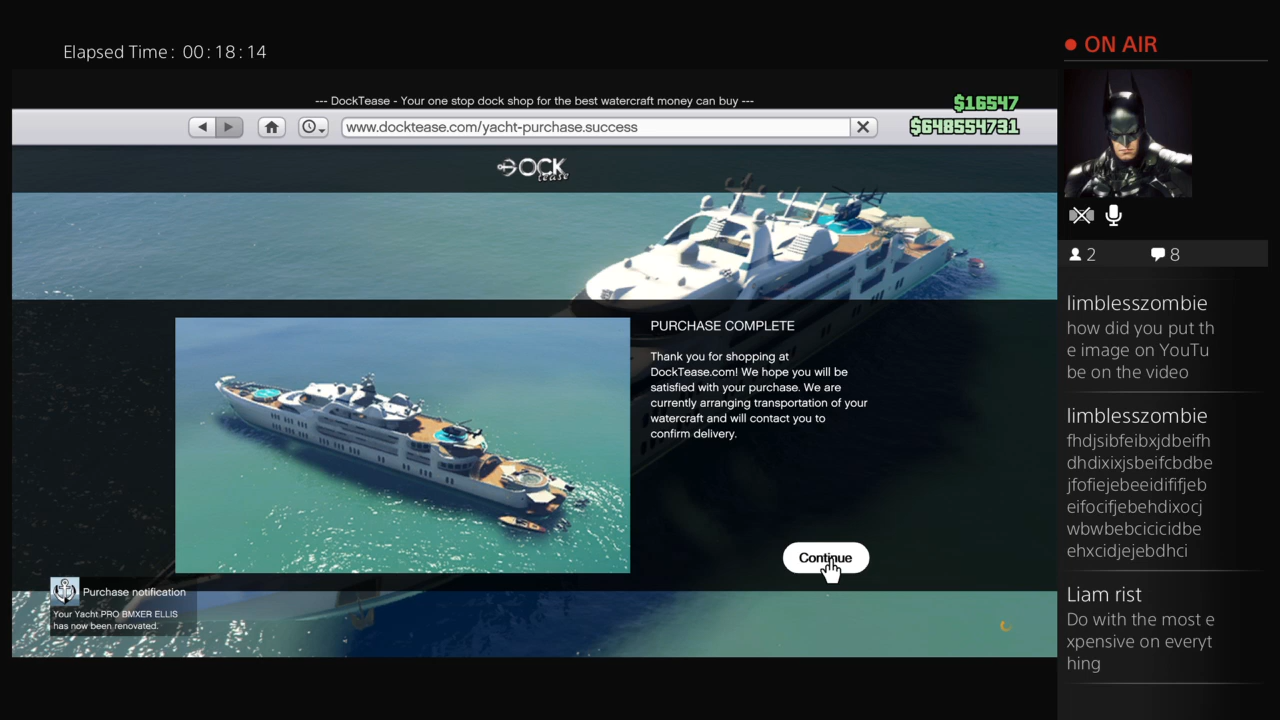 Elapsed Time: 00:18:14
ON AIR
--- DockTease - Your one stop dock shop for the best watercraft money can buy ---
$16547
www.docktease.com/yacht-purchase.success
$648554731
DOCK
tease
PURCHASE COMPLETE
Thank you for shopping at
DockTease.com! We hope you will be
satisfied with your purchase. We are
currently arranging transportation of your
watercraft and will contact you to
confirm delivery.
Continue
Purchase notification
Your Yacht PRO BMXER ELLIS
has now been renovated.
2
8
limblesszombie
how did you put th
e image on YouTu
be on the video
limblesszombie
fhdjsibfeibxjdbeifh
dhdixixjsbeifcbdbe
jfofiejebeeidififjeb
eifocifjebehdixocj
wbwbebcicicidbe
ehxcidjejebdhci
Liam rist
Do with the most e
xpensive on everyt
hing